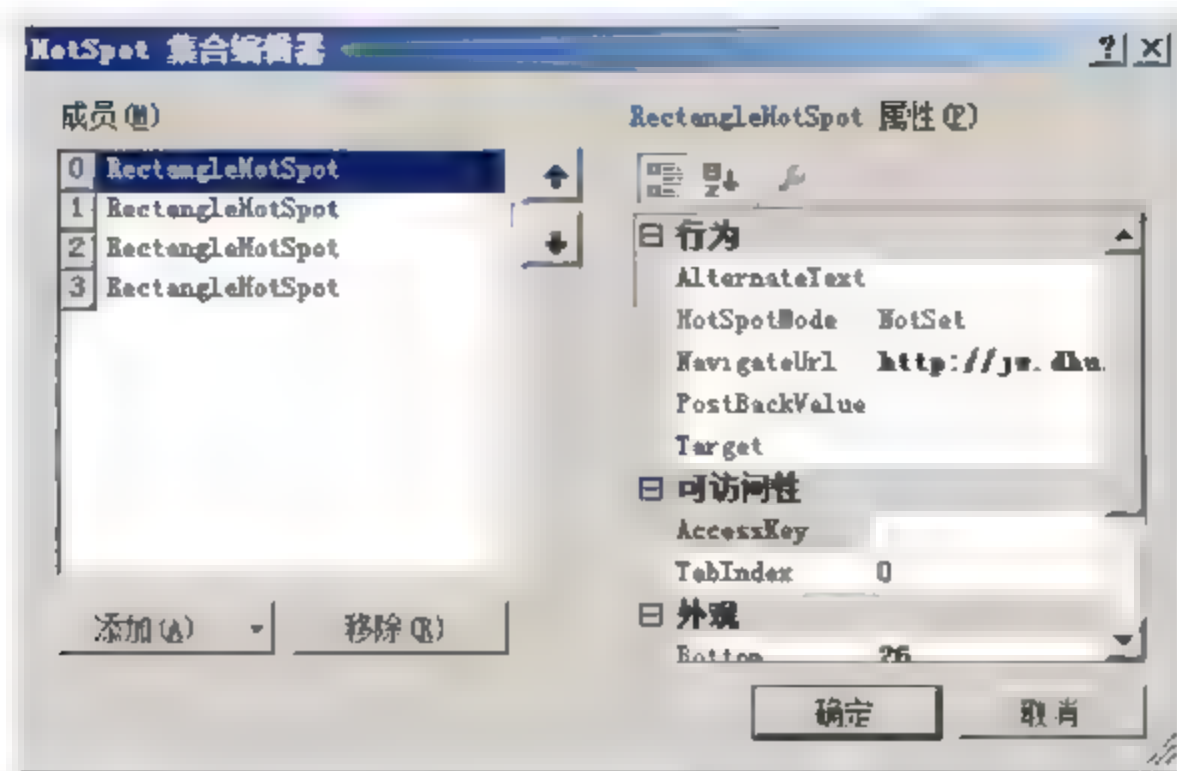 HotSpot 集合编辑器
成员(M)
0 RectangleHotSpot
1 RectangleHotSpot
2 RectangleHotSpot
3 RectangleHotSpot
添加(A)
移除(R)
RectangleHotSpot 属性(P)
行为
AlternateText
HotSpotMode NotSet
NavigateUrl http://jw.dhu.
PostBackValue
Target
可访问性
AccessKey
TabIndex 0
外观
Bottom 26
确定
取消